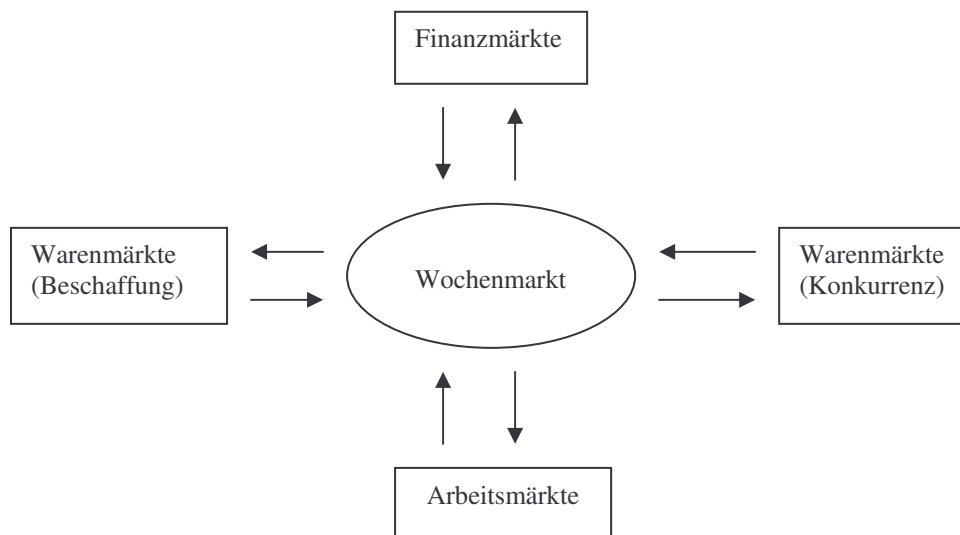 Finanzmärkte
Warenmärkte
(Beschaffung)
Wochenmarkt
Warenmärkte
(Konkurrenz)
Arbeitsmärkte